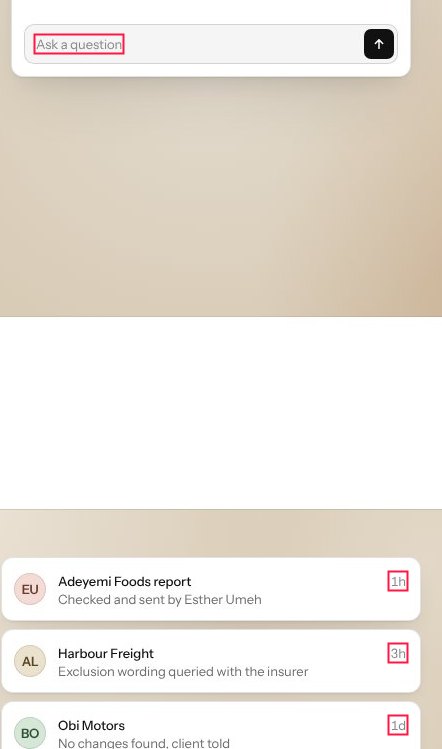 Ask a question
EU
Adeyemi Foods report
1h
Checked and sent by Esther Umeh
AL
Harbour Freight
3h
Exclusion wording queried with the insurer
BO
Obi Motors
1d
No changes found, client told